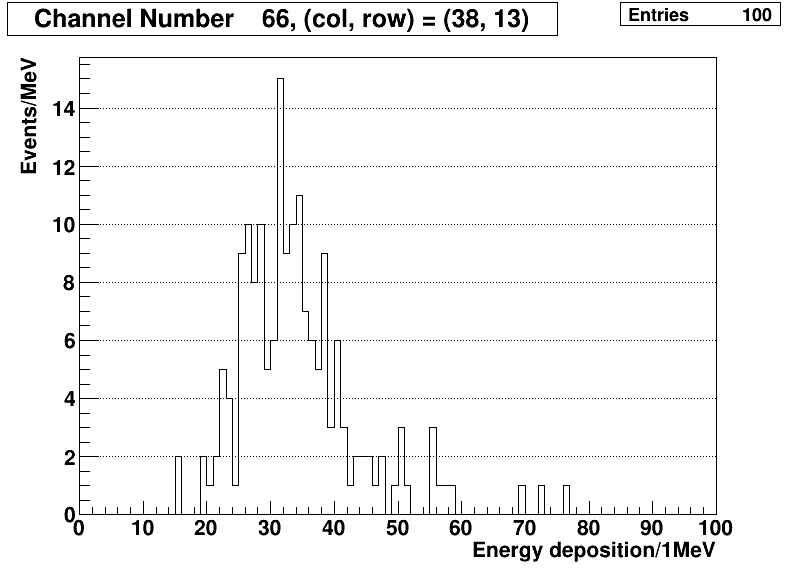 Channel Number 66, (col, row) = (38, 13)
Entries 100
Events/MeV
14
12
10
8
6
4
2
0
0 10 20 30 40 50 60 70 80 90 100
Energy deposition/1MeV